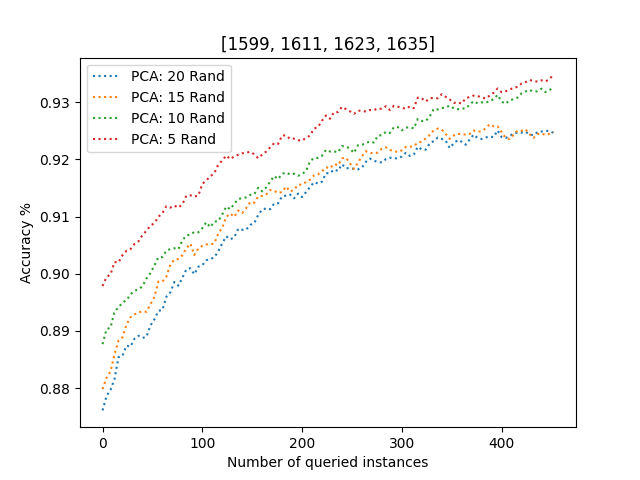 [1599, 1611, 1623, 1635]
PCA: 20 Rand
PCA: 15 Rand
PCA: 10 Rand
PCA: 5 Rand
0.93
0.92
0.91
0.90
0.89
0.88
Accuracy %
0 100 200 300 400
Number of queried instances